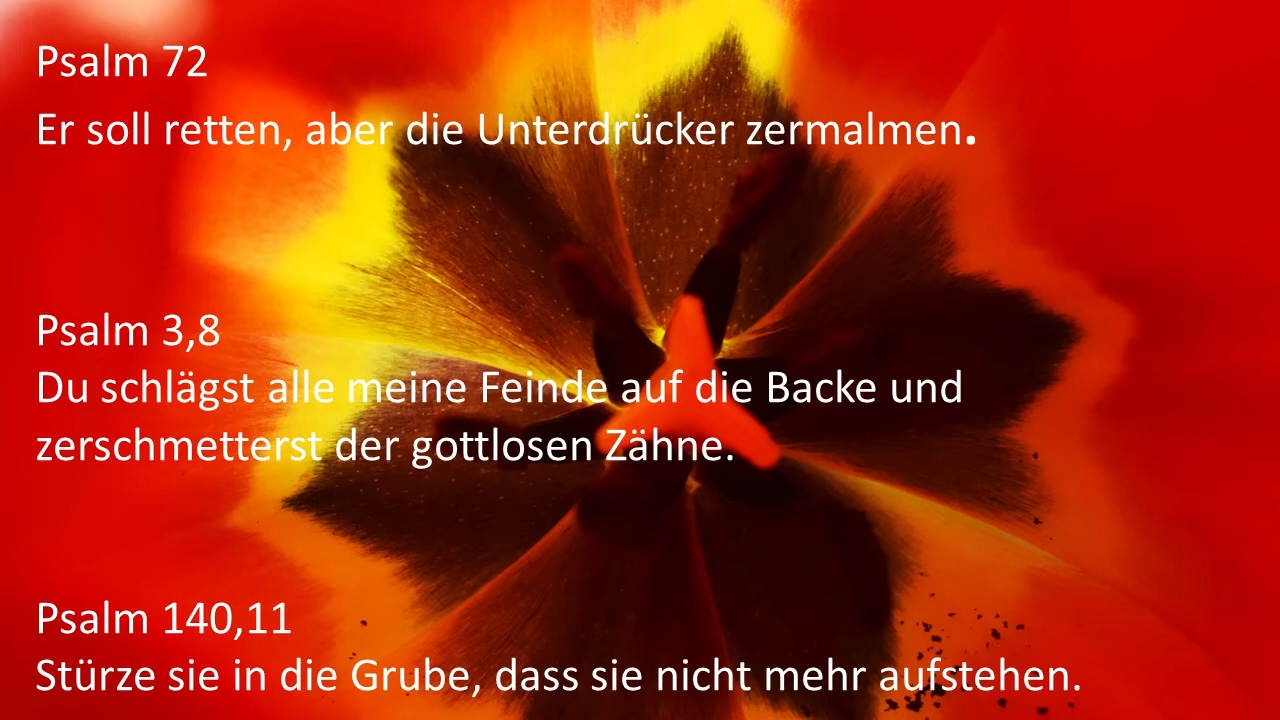 Psalm 72
Er soll retten, aber die Unterdrücker zermalmen.
Psalm 3,8
Du schlägst alle meine Feinde auf die Backe und
zerschmetterst der gottlosen Zähne.
Psalm 140,11
Stürze sie in die Grube, dass sie nicht mehr aufstehen.